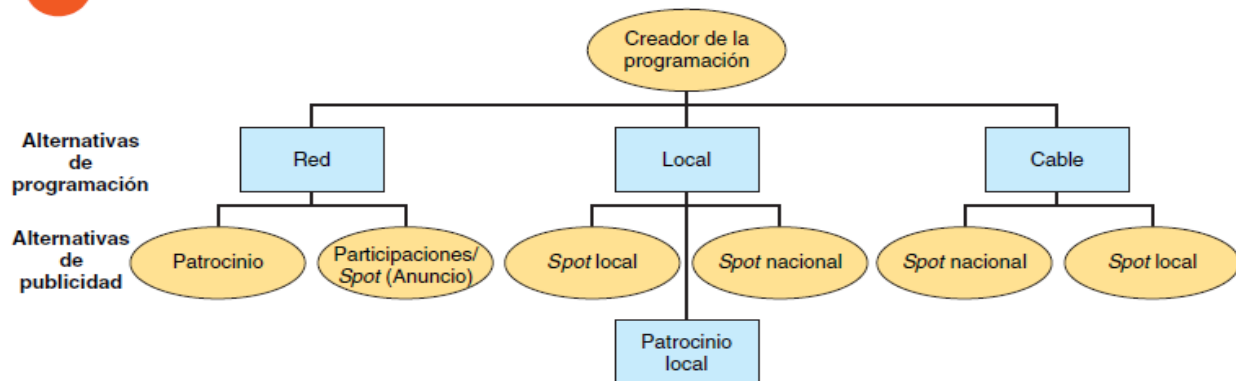 Creador de la
programación
Alternativas
de
programación
Red
Local
Cable
Alternativas
de
publicidad
Patrocinio
Participaciones/
Spot (Anuncio)
Spot local
Spot nacional
Spot nacional
Spot local
Patrocinio
local